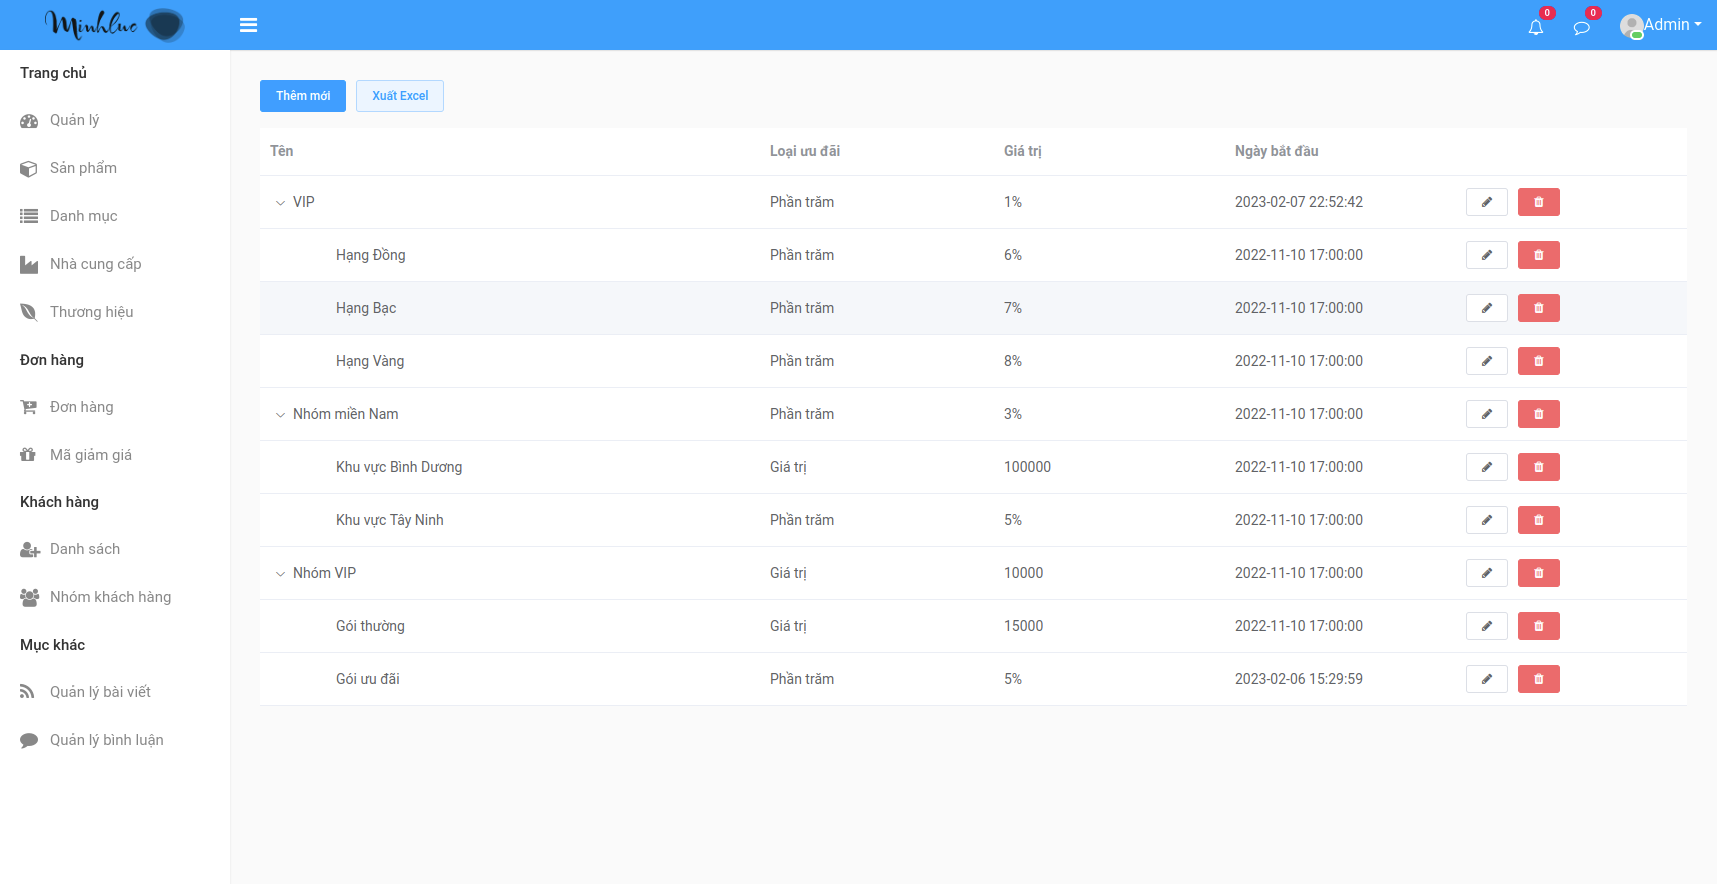 Minhluc
0
0
Admin
Trang chủ
Quản lý
Sản phẩm
Danh mục
Nhà cung cấp
Thương hiệu
Đơn hàng
Đơn hàng
Mã giảm giá
Khách hàng
Danh sách
Nhóm khách hàng
Mục khác
Quản lý bài viết
Quản lý bình luận
Thêm mới Xuất Excel
Tên Loại ưu đãi Giá trị Ngày bắt đầu
VIP Phần trăm 1% 2023-02-07 22:52:42
Hạng Đồng Phần trăm 6% 2022-11-10 17:00:00
Hạng Bạc Phần trăm 7% 2022-11-10 17:00:00
Hạng Vàng Phần trăm 8% 2022-11-10 17:00:00
Nhóm miền Nam Phần trăm 3% 2022-11-10 17:00:00
Khu vực Bình Dương Giá trị 100000 2022-11-10 17:00:00
Khu vực Tây Ninh Phần trăm 5% 2022-11-10 17:00:00
Nhóm VIP Giá trị 10000 2022-11-10 17:00:00
Gói thường Giá trị 15000 2022-11-10 17:00:00
Gói ưu đãi Phần trăm 5% 2023-02-06 15:29:59